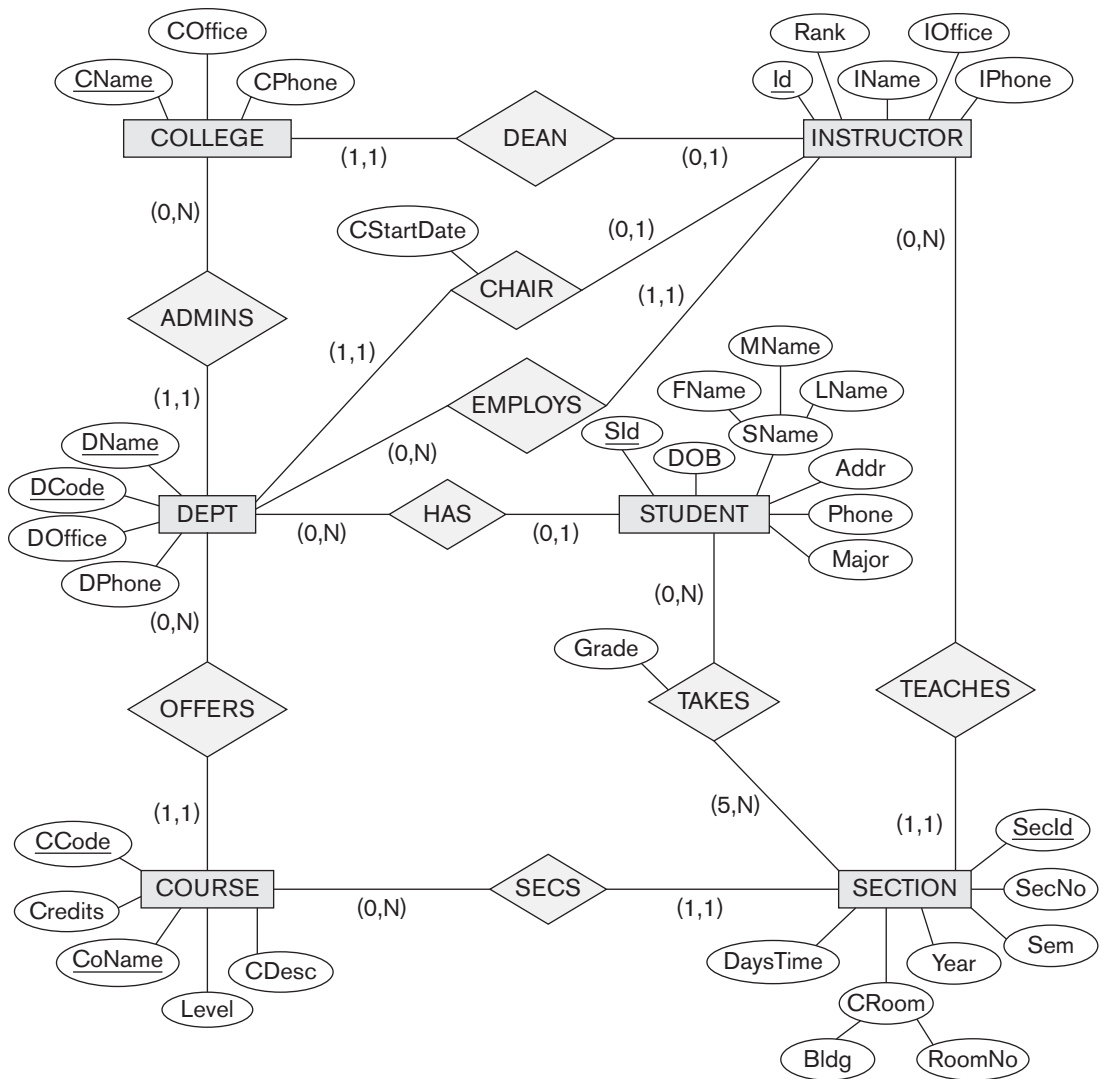 COffice
Rank
IOffice
CName
CPhone
Id
IName
IPhone
COLLEGE
DEAN
INSTRUCTOR
(1,1)
(0,1)
(0,N)
CStartDate
(0,1)
(0,N)
CHAIR
(1,1)
ADMINS
(1,1)
MName
(1,1)
FName
LName
EMPLOYS
SId
SName
DName
(0,N)
DOB
Addr
DCode
DEPT
HAS
STUDENT
Phone
DOffice
(0,N)
(0,1)
Major
DPhone
(0,N)
(0,N)
Grade
TEACHES
OFFERS
TAKES
(5,N)
(1,1)
(1,1)
SecId
CCode
COURSE
SECS
SECTION
SecNo
Credits
(0,N)
(1,1)
CoName
CDesc
DaysTime
Year
Sem
Level
CRoom
Bldg
RoomNo